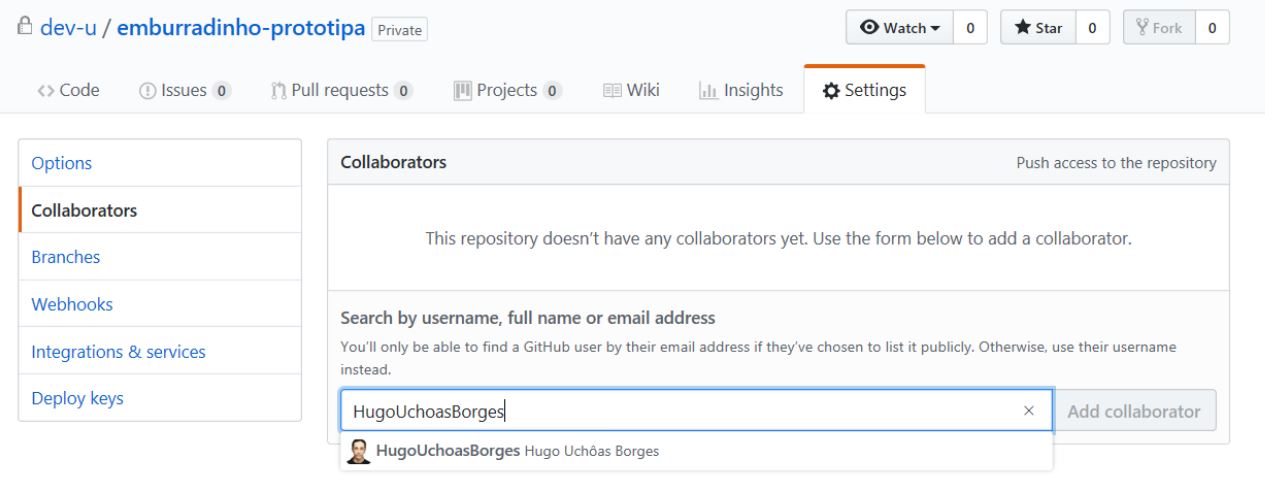 dev-u / emburradinho-prototipa Private
Watch 0 Star 0 Fork 0
Code Issues 0 Pull requests 0 Projects 0 Wiki Insights Settings
Options
Collaborators
Branches
Webhooks
Integrations & services
Deploy keys
Collaborators Push access to the repository
This repository doesn't have any collaborators yet. Use the form below to add a collaborator.
Search by username, full name or email address
You'll only be able to find a GitHub user by their email address if they've chosen to list it publicly. Otherwise, use their username
instead.
HugoUchoasBorges × Add collaborator
HugoUchoasBorges Hugo Uchôas Borges